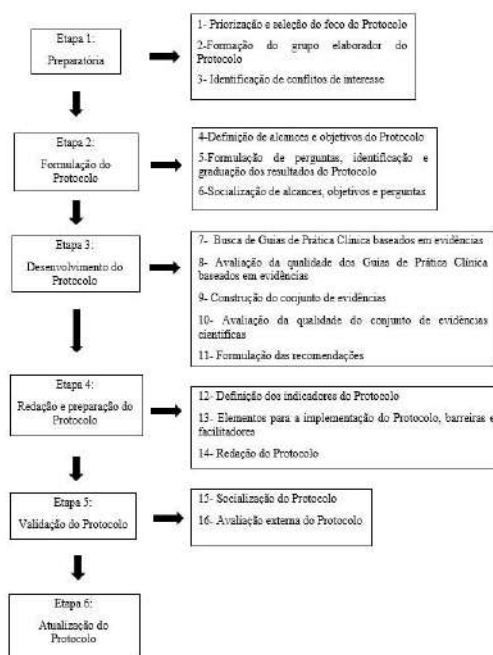 Etapa 1:
Preparatória
1- Priorização e seleção do foco do Protocolo
2-Formação do grupo elaborador do
Protocolo
3- Identificação de conflitos de interesse
Etapa 2:
Formulação do
Protocolo
4-Definição de alcances e objetivos do Protocolo
5-Formulação de perguntas, identificação e
graduação dos resultados do Protocolo
6-Socialização de alcances, objetivos e perguntas
Etapa 3:
Desenvolvimento do
Protocolo
7- Busca de Guias de Prática Clínica baseados em evidências
8- Avaliação da qualidade dos Guias de Prática Clínica
baseados em evidências
9- Construção do conjunto de evidências
10- Avaliação da qualidade do conjunto de evidências
científicas
11- Formulação das recomendações
Etapa 4:
Redação e preparação do
Protocolo
12- Definição dos indicadores do Protocolo
13- Elementos para a implementação do Protocolo, barreiras e
facilitadores
14- Redação do Protocolo
Etapa 5:
Validação do Protocolo
15- Socialização do Protocolo
16- Avaliação externa do Protocolo
Etapa 6:
Atualização do
Protocolo